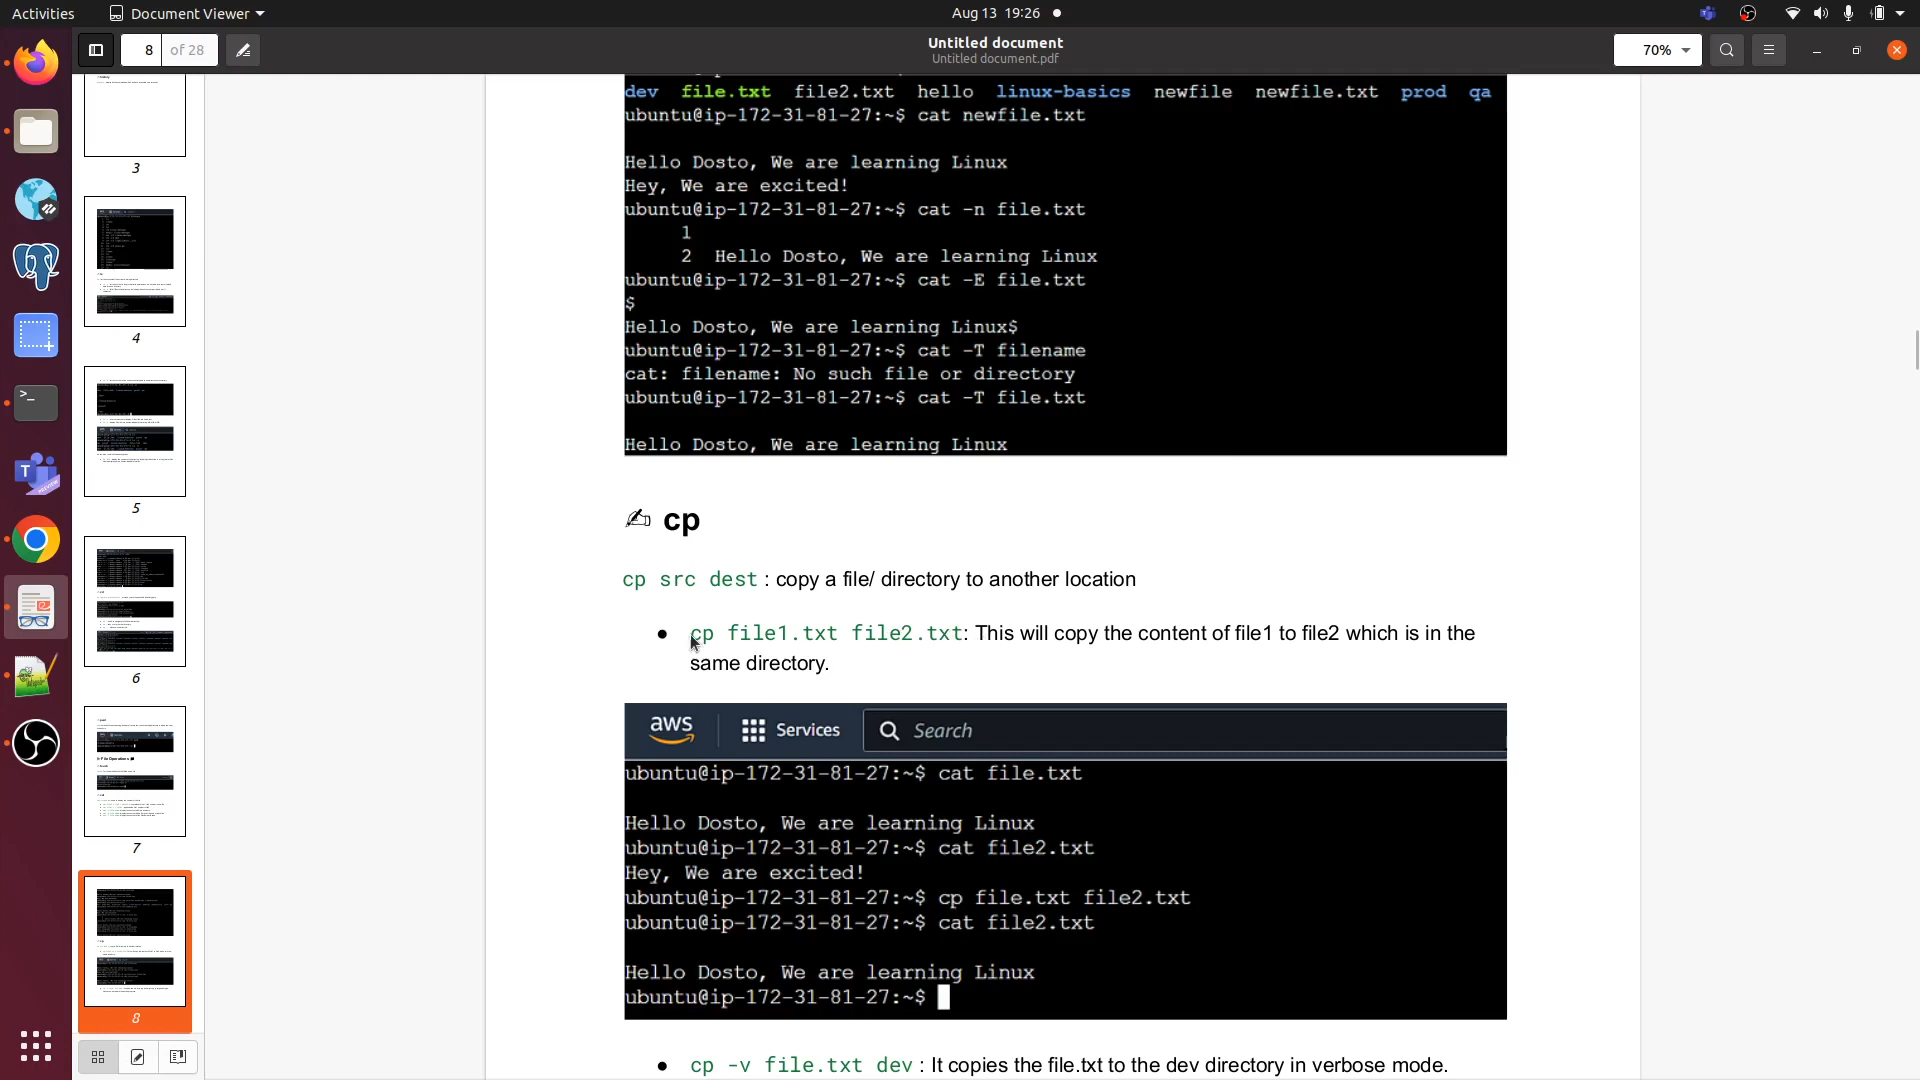 Activities
Document Viewer
Aug 13 19:26
8 of 28
Untitled document
Untitled document.pdf
70%
3
4
5
6
7
8
dev file.txt file2.txt hello linux-basics newfile newfile.txt prod qa
ubuntu@ip-172-31-81-27:~$ cat newfile.txt
Hello Dosto, We are learning Linux
Hey, We are excited!
ubuntu@ip-172-31-81-27:~$ cat -n file.txt
1
2 Hello Dosto, We are learning Linux
ubuntu@ip-172-31-81-27:~$ cat -E file.txt
$
Hello Dosto, We are learning Linux$
ubuntu@ip-172-31-81-27:~$ cat -T filename
cat: filename: No such file or directory
ubuntu@ip-172-31-81-27:~$ cat -T file.txt
Hello Dosto, We are learning Linux
✍ cp
cp src dest : copy a file/ directory to another location
● cp file1.txt file2.txt: This will copy the content of file1 to file2 which is in the
same directory.
aws Services Search
ubuntu@ip-172-31-81-27:~$ cat file.txt
Hello Dosto, We are learning Linux
ubuntu@ip-172-31-81-27:~$ cat file2.txt
Hey, We are excited!
ubuntu@ip-172-31-81-27:~$ cp file.txt file2.txt
ubuntu@ip-172-31-81-27:~$ cat file2.txt
Hello Dosto, We are learning Linux
ubuntu@ip-172-31-81-27:~$
● cp -v file.txt dev : It copies the file.txt to the dev directory in verbose mode.